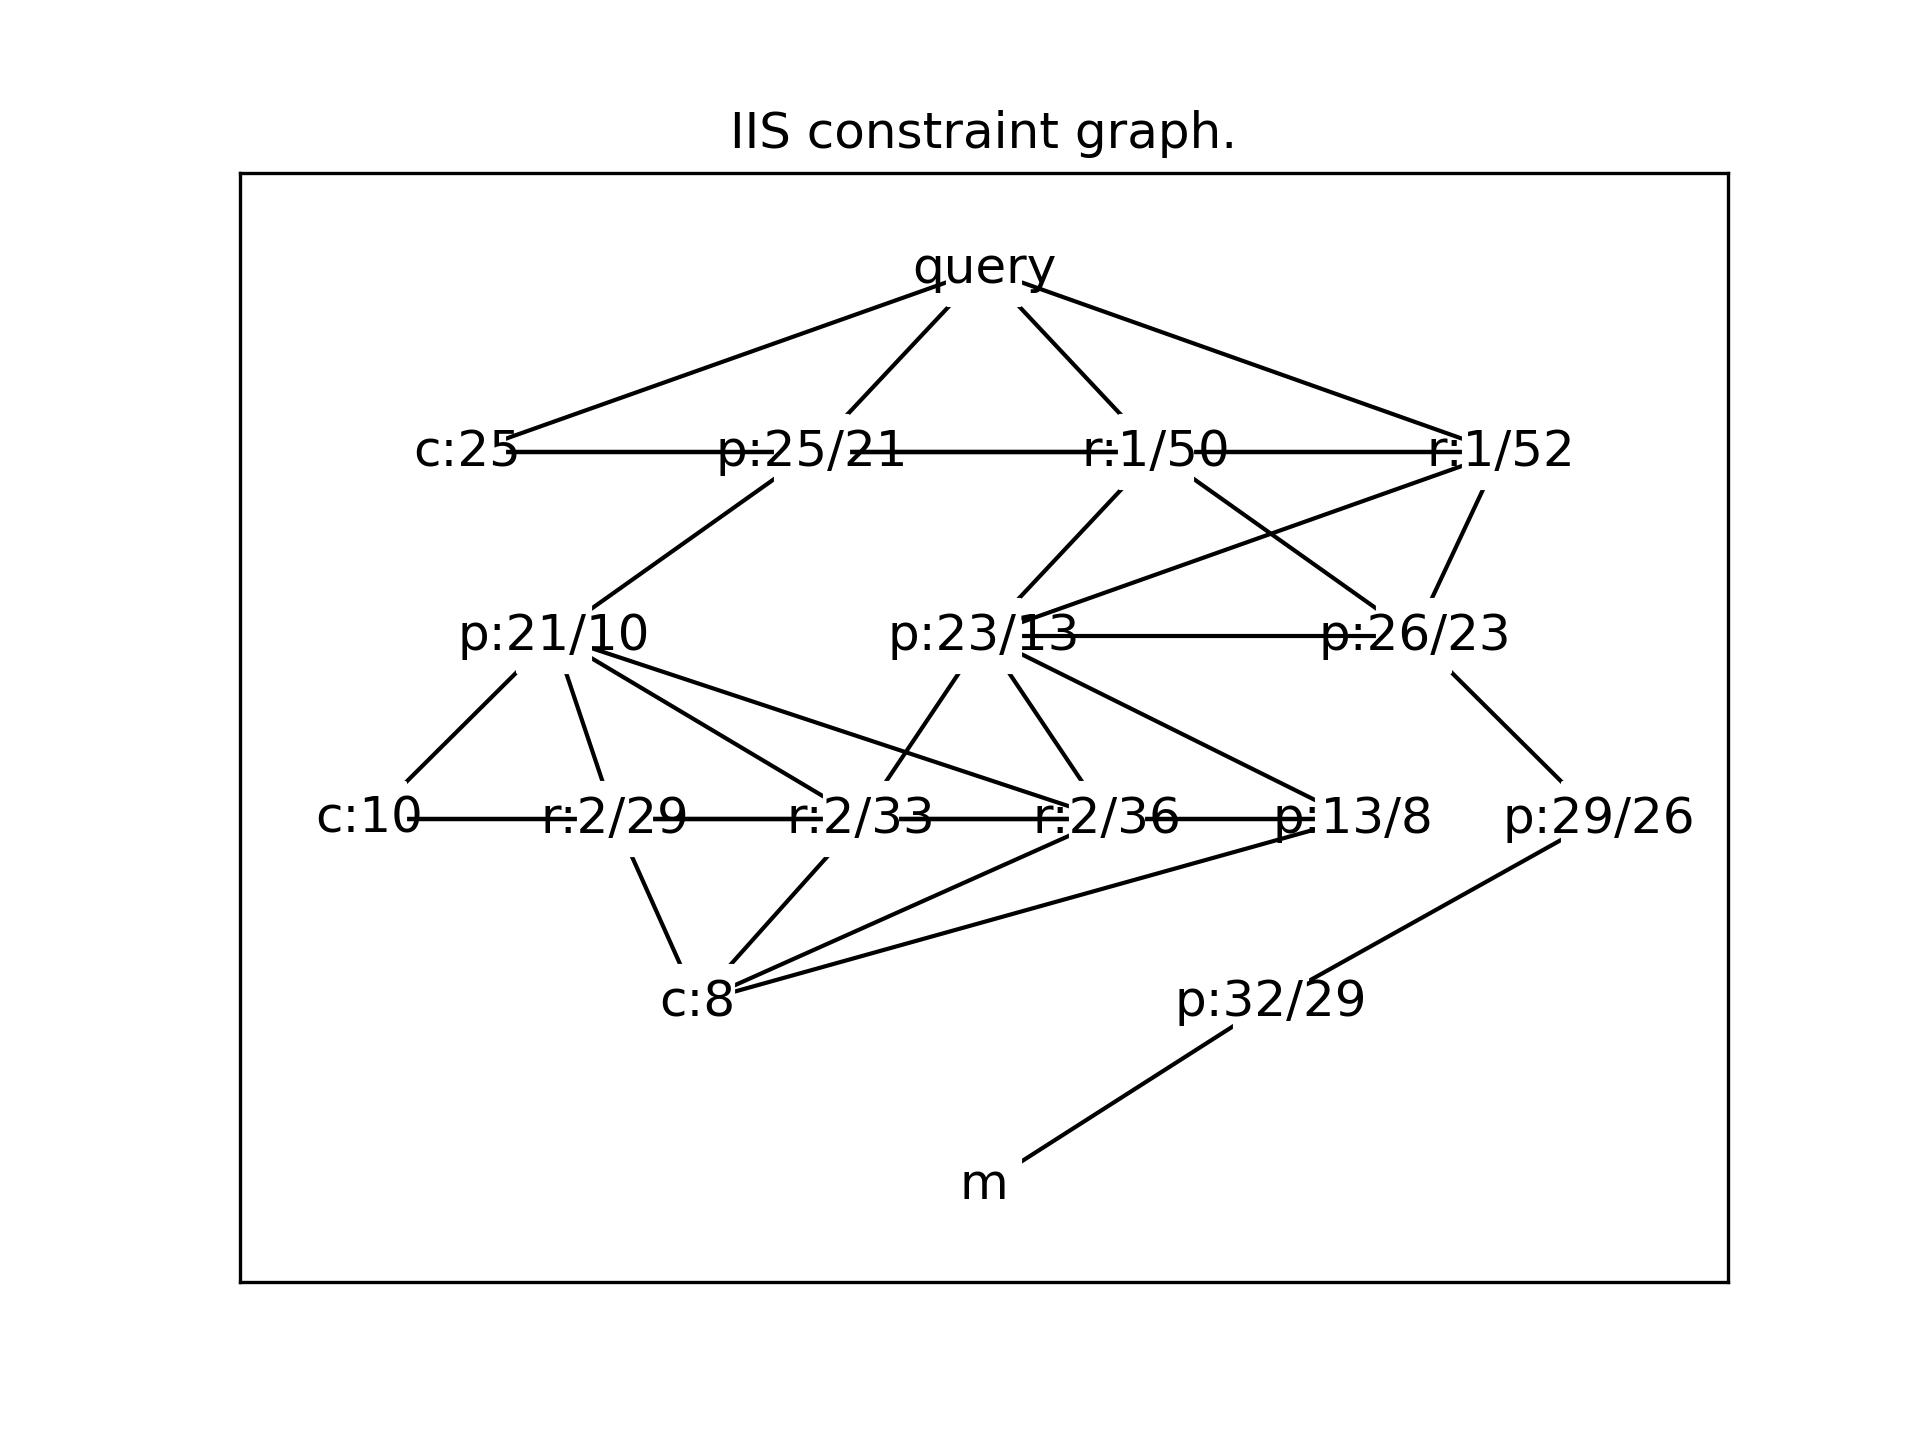 IIS constraint graph.
query
c:25 p:25/21 r:1/50 r:1/52
p:21/10 p:23/13 p:26/23
c:10 r:2/29 r:2/33 r:2/36 p:13/8 p:29/26
c:8 p:32/29
m